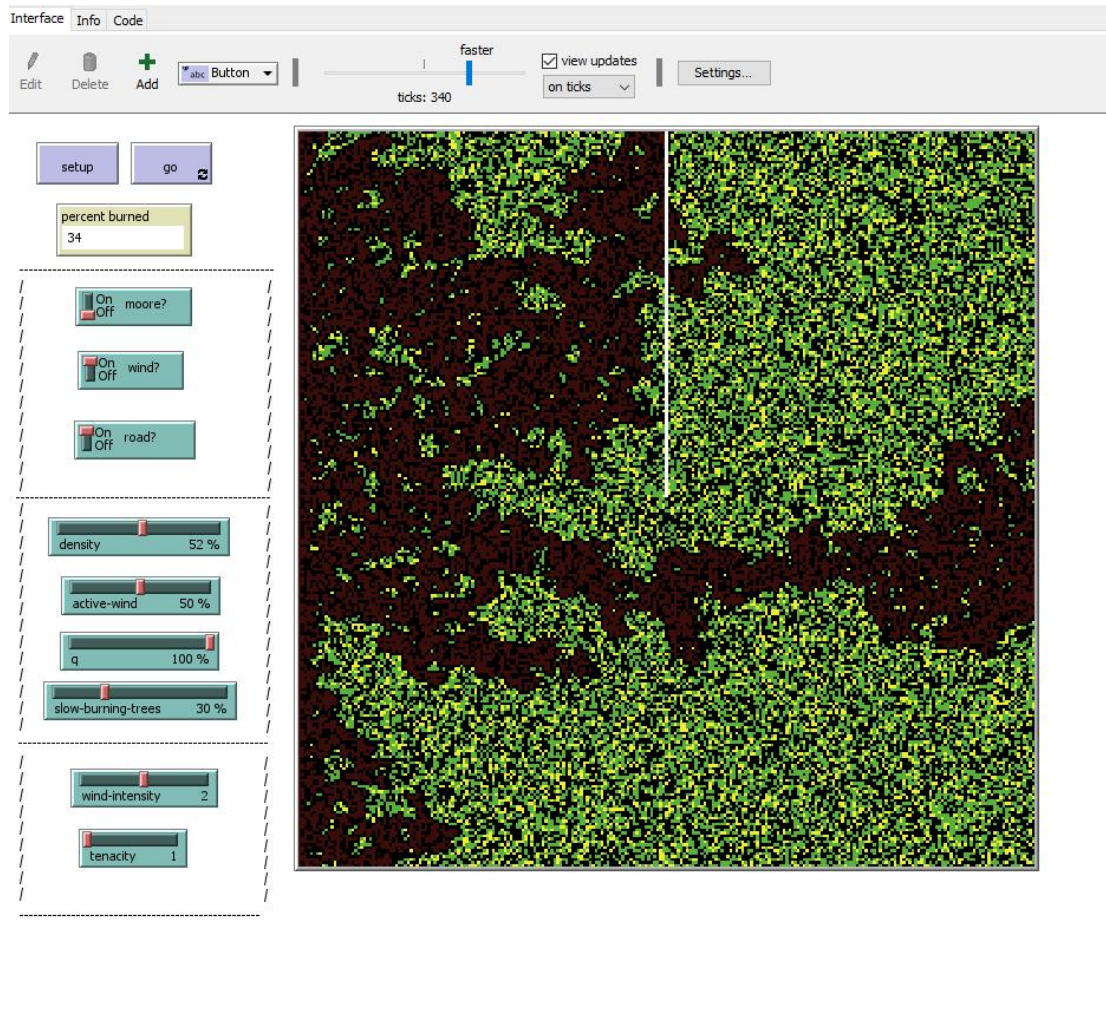 Interface Info Code
Edit Delete Add abc Button faster ticks: 340 view updates on ticks Settings...
setup go
percent burned
34
On Off moore?
On Off wind?
On Off road?
density 52 %
active-wind 50 %
q 100 %
slow-burning-trees 30 %
wind-intensity 2
tenacity 1